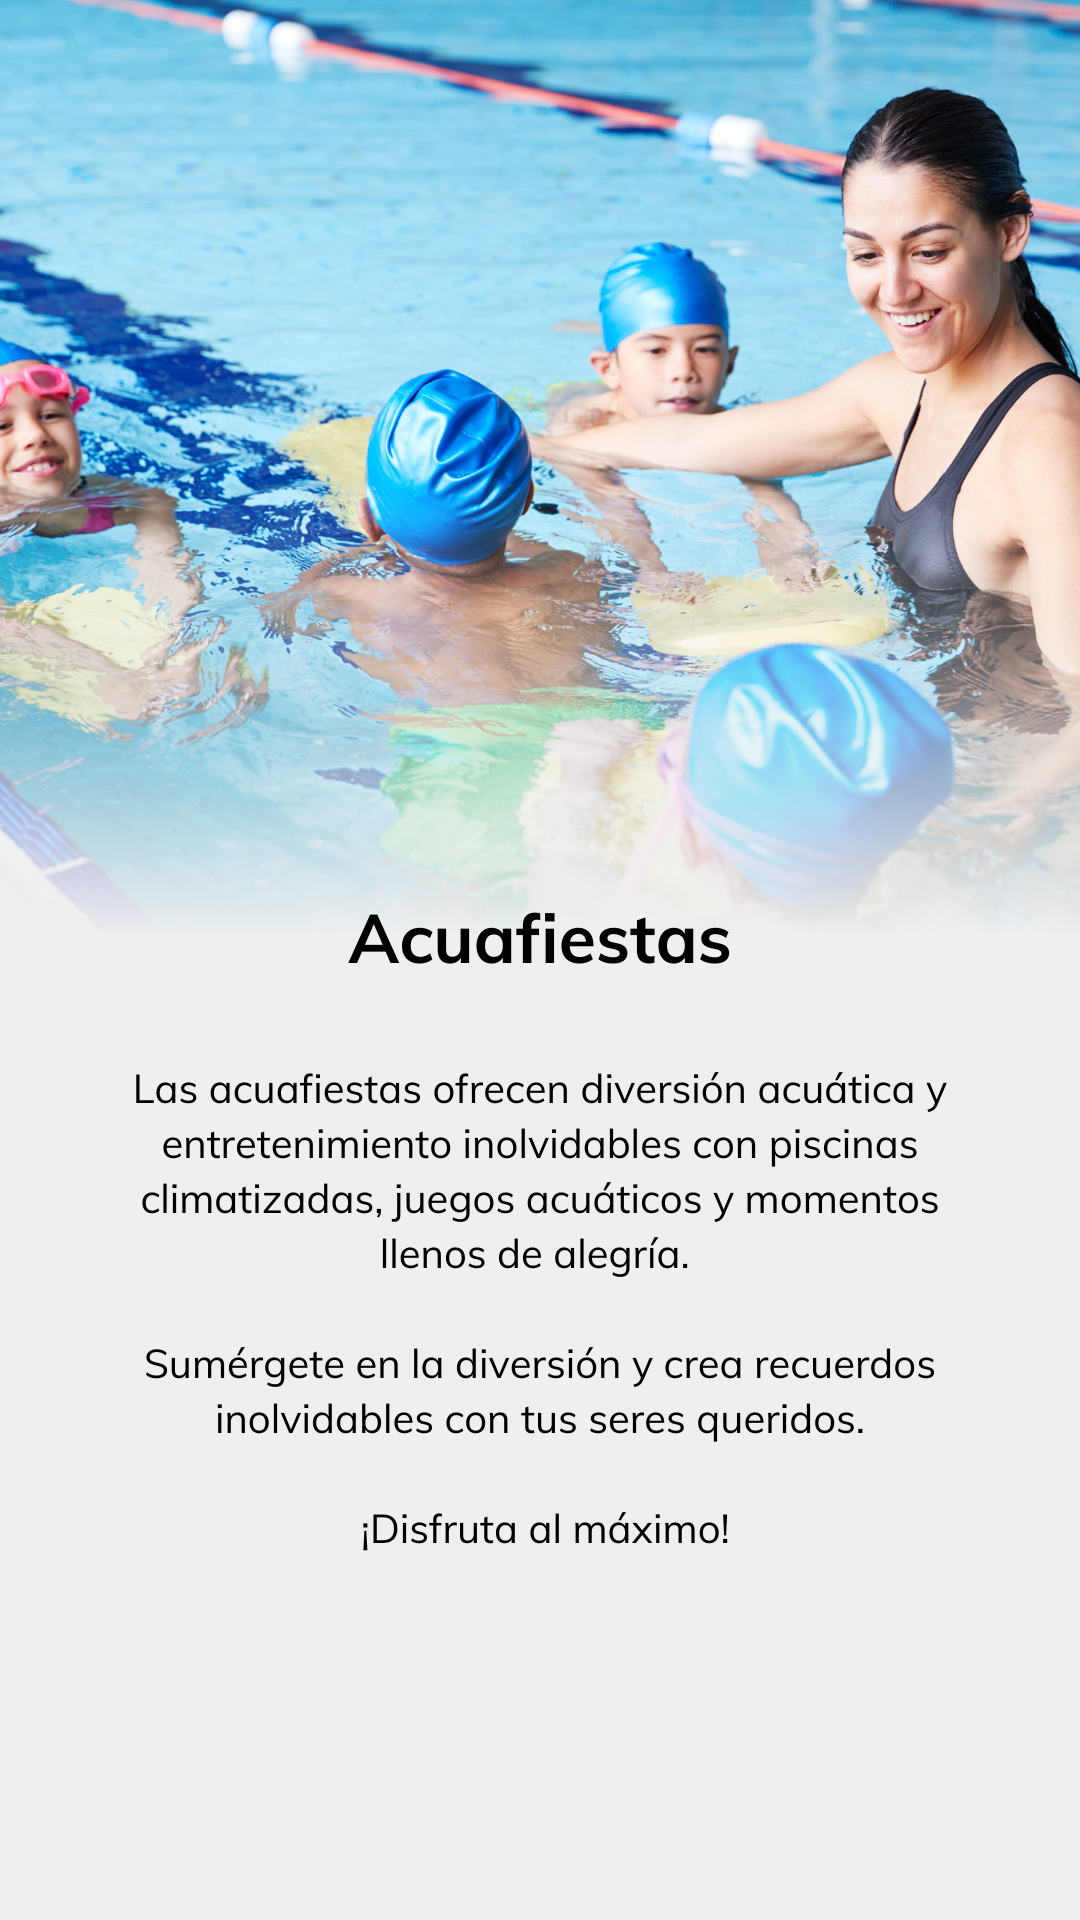 Acuafiestas
Las acuafiestas ofrecen diversión acuática y
entretenimiento inolvidables con piscinas
climatizadas, juegos acuáticos y momentos
llenos de alegría.
Sumérgete en la diversión y crea recuerdos
inolvidables con tus seres queridos.
¡Disfruta al máximo!